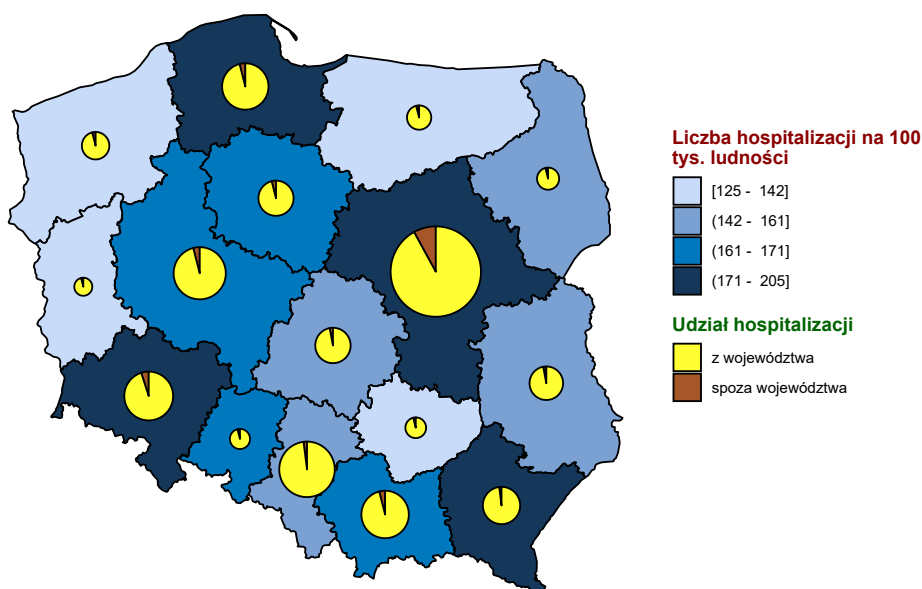 Liczba hospitalizacji na 100
tys. ludności
[125 - 142]
(142 - 161]
(161 - 171]
(171 - 205]
Udział hospitalizacji
z województwa
spoza województwa